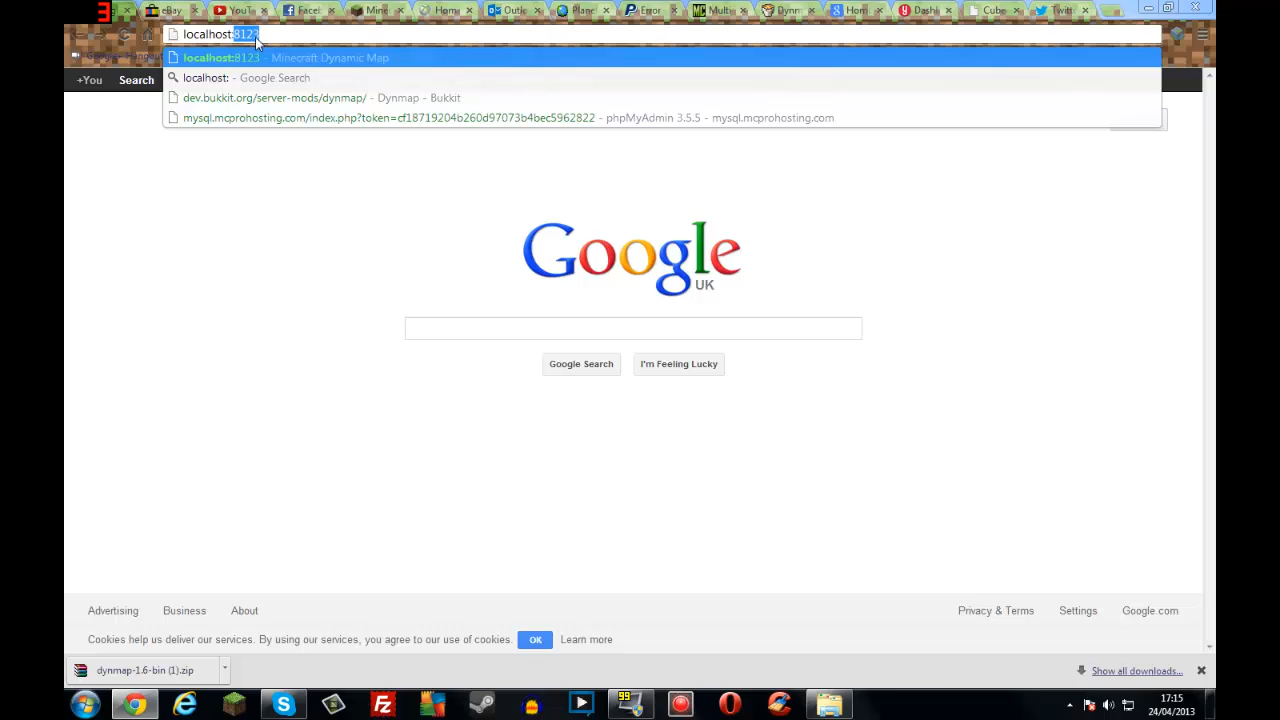 3
eBay
YouT
Faceb
Mine
Hom
Outlo
Plane
Error
Multi
Dynm
Hom
Dashl
Cube
Twitt
localhost:8123
localhost:8123 - Minecraft Dynamic Map
localhost: - Google Search
dev.bukkit.org/server-mods/dynmap/ - Dynmap - Bukkit
mysql.mcprohosting.com/index.php?token=cf18719204b260d97073b4bec5962822 - phpMyAdmin 3.5.5 - mysql.mcprohosting.com
+You Search
Google
UK
Google Search I'm Feeling Lucky
Advertising Business About Privacy & Terms Settings Google.com
Cookies help us deliver our services. By using our services, you agree to our use of cookies. OK Learn more
dynmap-1.6-bin (1).zip Show all downloads...
99
17:15
24/04/2013